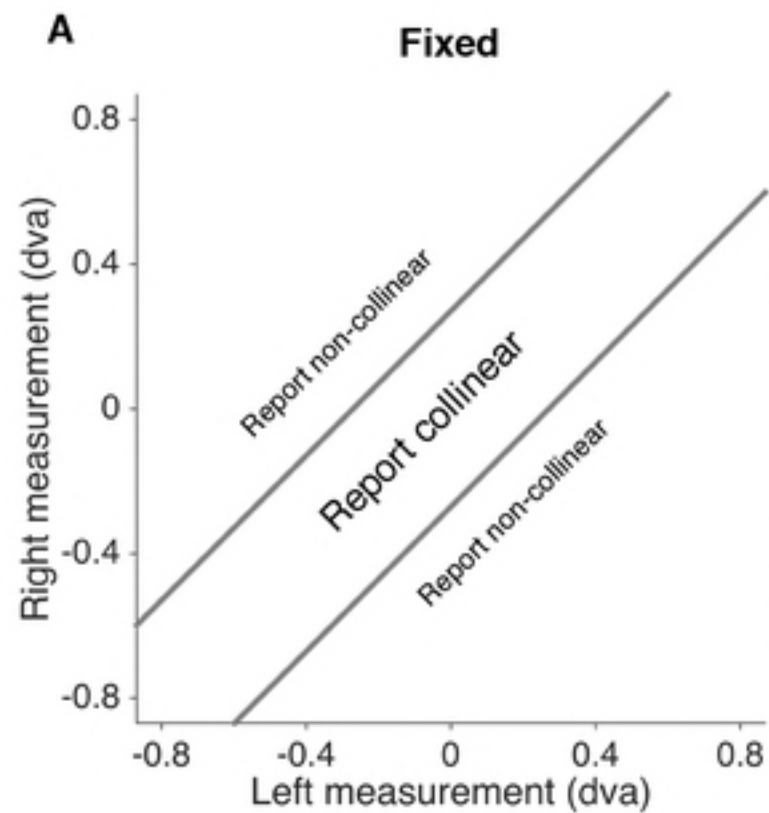 A
Fixed
0.8
0.4
0
-0.4
-0.8
Right measurement (dva)
Report non-collinear
Report collinear
Report non-collinear
-0.8 -0.4 0 0.4 0.8
Left measurement (dva)